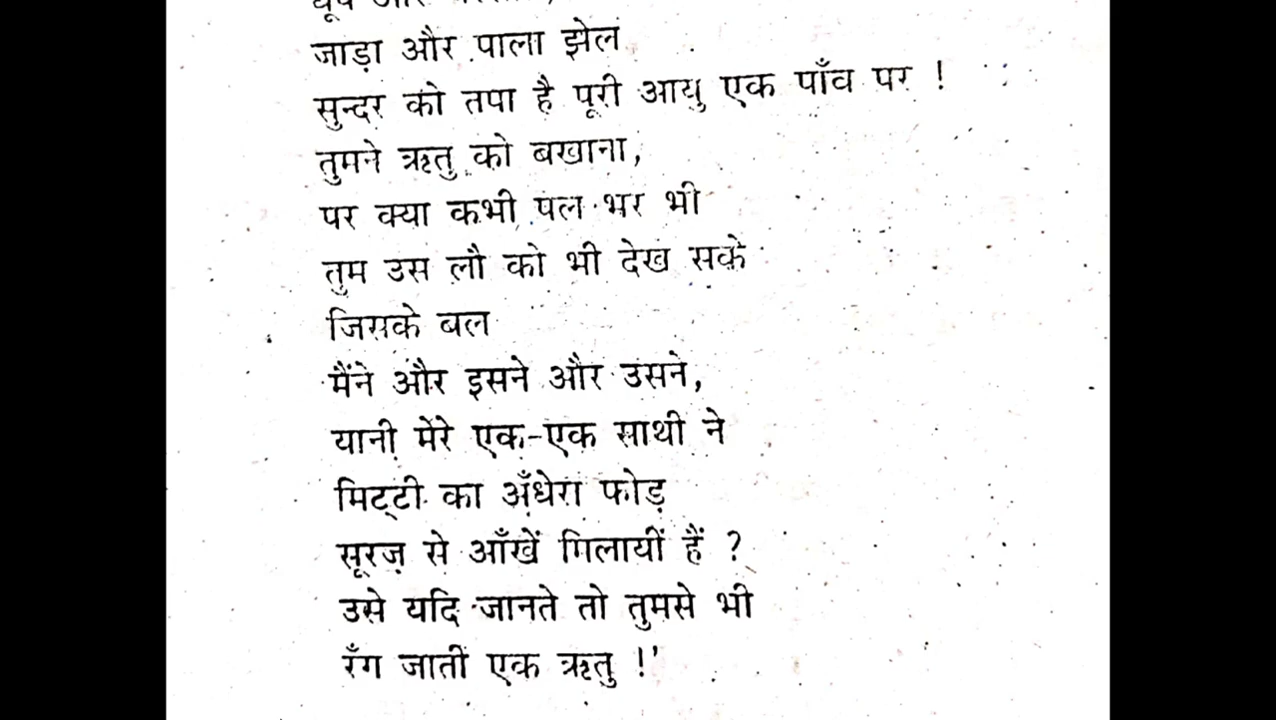 जाड़ा और पाला झेल
सुन्दर को तपा है पूरी आयु एक पाँव पर !
तुमने ऋतु को बखाना,
पर क्या कभी पल भर भी
तुम उस लौ को भी देख सके
जिसके बल
मैंने और इसने और उसने,
यानी मेरे एक-एक साथी ने
मिट्टी का अँधेरा फोड़
सूरज़ से आँखें मिलायीं हैं ?
उसे यदि जानते तो तुमसे भी
रँग जाती एक ऋतु !'